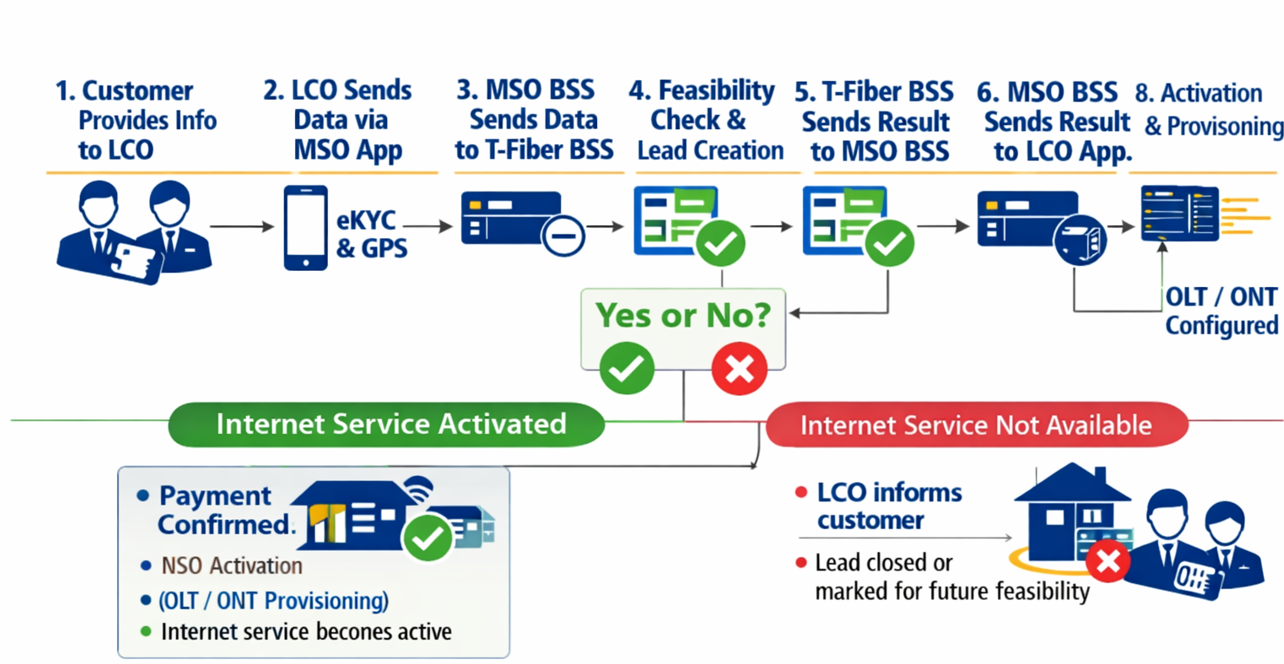 1. Customer
Provides Info
to LCO
2. LCO Sends
Data via
MSO App
3. MSO BSS
Sends Data
to T-Fiber BSS
4. Feasibility
Check &
Lead Creation
5. T-Fiber BSS
Sends Result
to MSO BSS
6. MSO BSS
Sends Result
to LCO App.
8. Activation
& Provisoning
eKYC
& GPS
OLT / ONT
Configured
Yes or No?
Internet Service Activated
Internet Service Not Available
• Payment
Confirmed.
• NSO Activation
• (OLT / ONT Provisioning)
• Internet service becomes active
• LCO informs
customer
• Lead closed or
marked for future feasibility